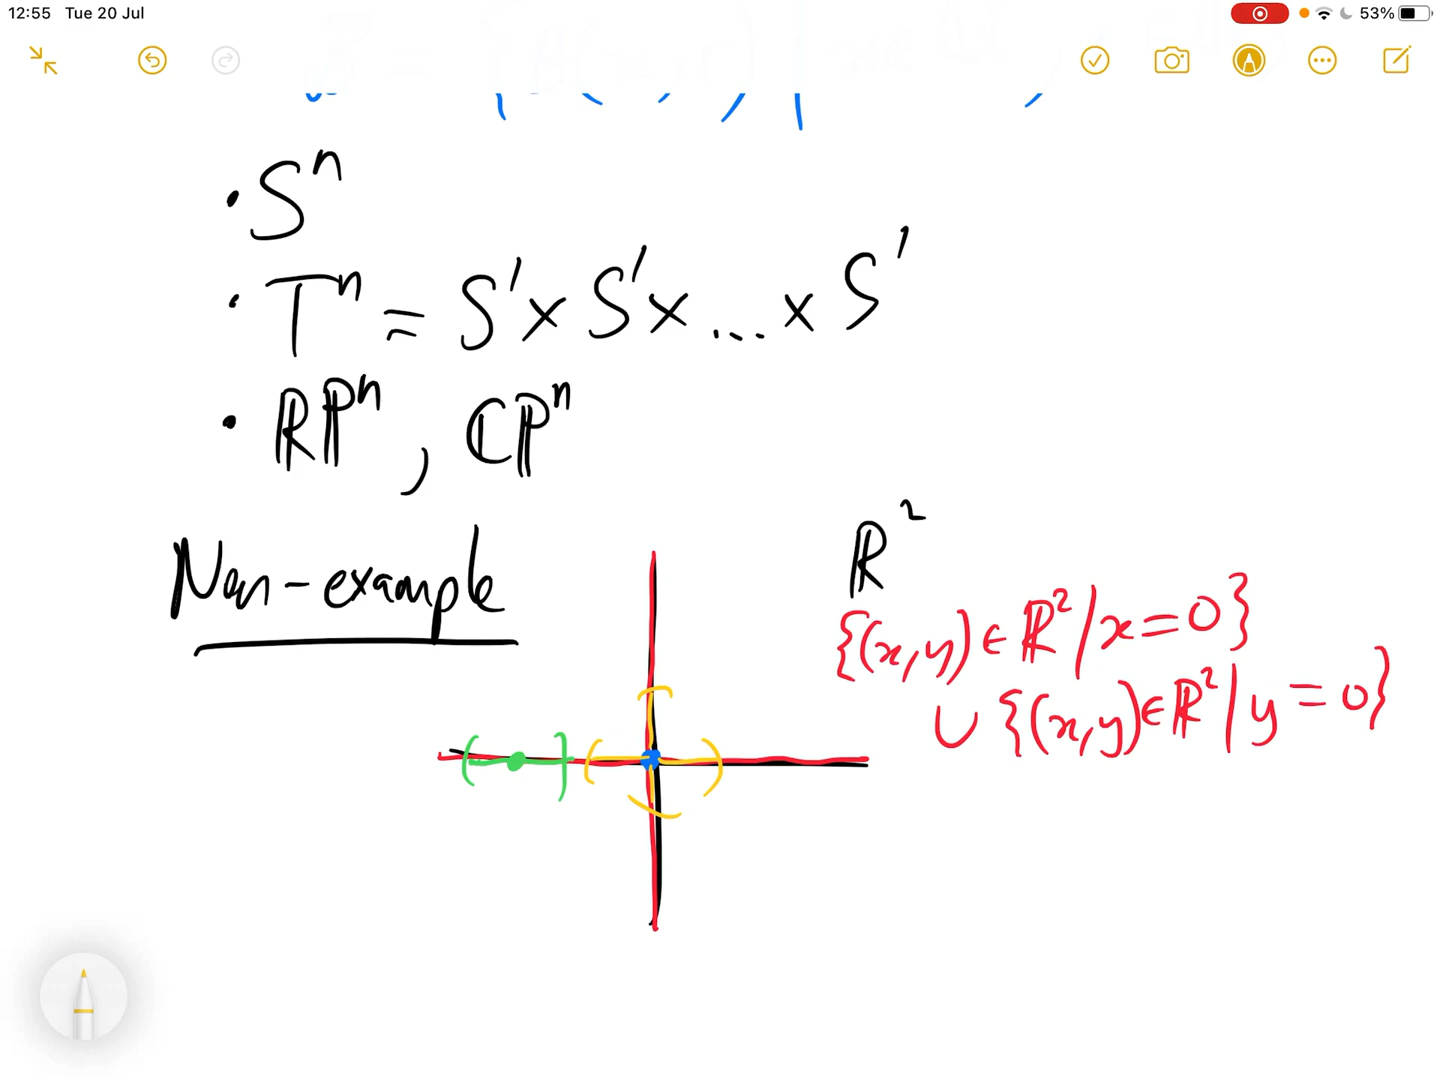 12:55 Tue 20 Jul 53%
• Sⁿ
• Tⁿ = S¹ × S¹ × ... × S¹
• ℝℙⁿ, ℂℙⁿ
Non-example
ℝ²
{(x,y) ∈ ℝ² | x = 0}
∪ {(x,y) ∈ ℝ² | y = 0}